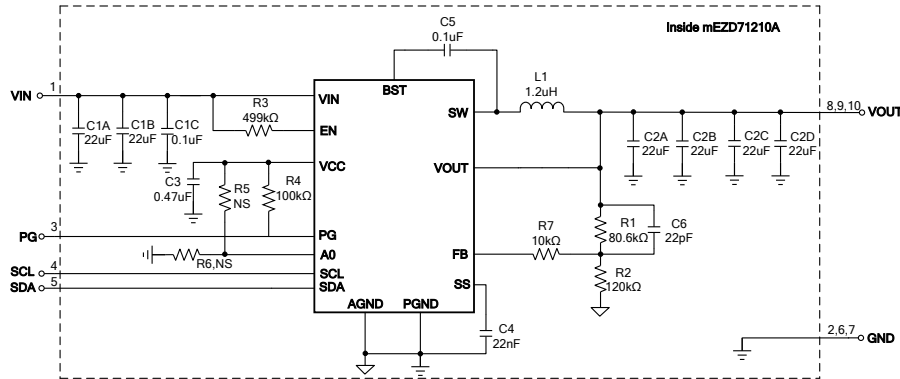 Inside mEZD71210A
C5
0.1uF
L1
1.2uH
VIN
1
C1A
22uF
C1B
22uF
C1C
0.1uF
R3
499kΩ
VIN
EN
BST
SW
8,9,10
VOUT
C2A
22uF
C2B
22uF
C2C
22uF
C2D
22uF
C3
0.47uF
R5
NS
R4
100kΩ
VCC
VOUT
PG
3
PG
R6,NS
A0
SCL
4
SCL
SDA
5
SDA
R7
10kΩ
FB
R1
80.6kΩ
C6
22pF
R2
120kΩ
SS
AGND
PGND
C4
22nF
2,6,7
GND